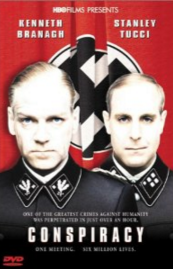 HBO FILMS PRESENTS
KENNETH STANLEY
BRANAGH TUCCI
ONE OF THE GREATEST CRIMES AGAINST HUMANITY
WAS PERPETRATED IN JUST OVER AN HOUR.
CONSPIRACY
ONE MEETING. SIX MILLION LIVES.
DVD